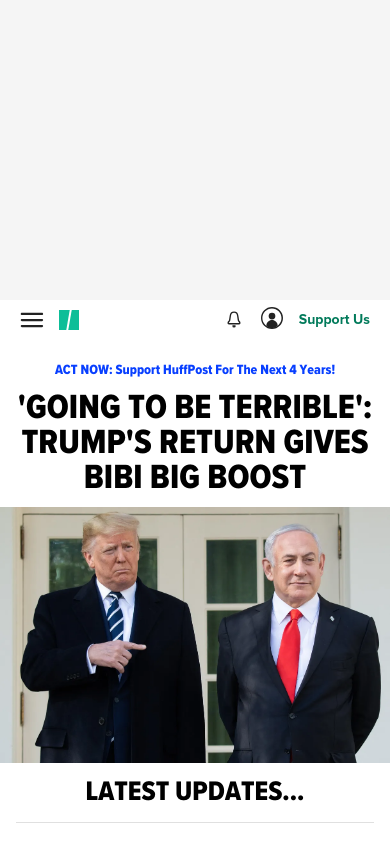 Support Us
ACT NOW: Support HuffPost For The Next 4 Years!
'GOING TO BE TERRIBLE':
TRUMP'S RETURN GIVES
BIBI BIG BOOST
LATEST UPDATES...